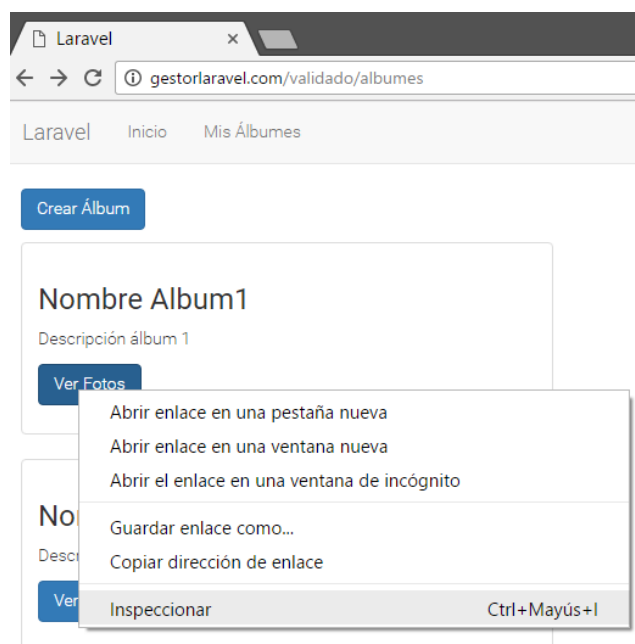 Laravel
gestorlaravel.com/validado/albumes
Laravel Inicio Mis Álbumes
Crear Álbum
Nombre Album1
Descripción álbum 1
Ver Fotos
Abrir enlace en una pestaña nueva
Abrir enlace en una ventana nueva
Abrir el enlace en una ventana de incógnito
Guardar enlace como...
Copiar dirección de enlace
Ver
Inspeccionar Ctrl+Mayús+I